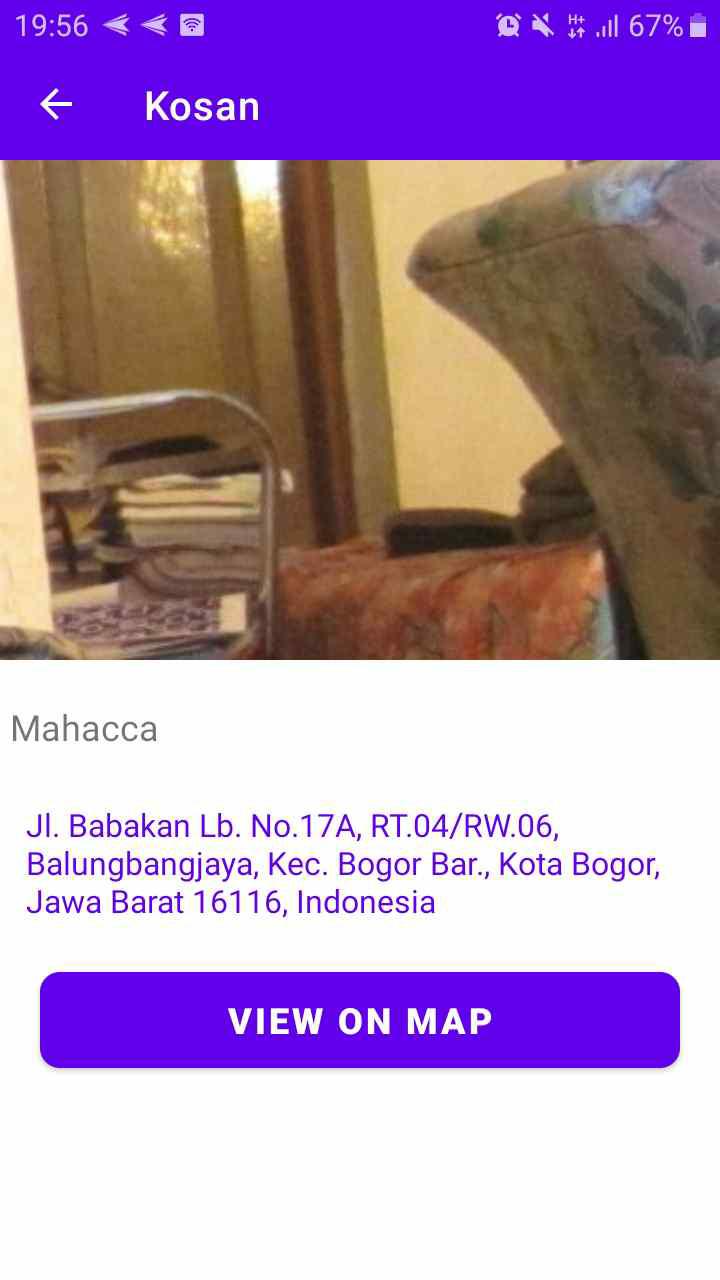 19:56 H+ 67%
Kosan
Mahacca
Jl. Babakan Lb. No.17A, RT.04/RW.06,
Balungbangjaya, Kec. Bogor Bar., Kota Bogor,
Jawa Barat 16116, Indonesia
VIEW ON MAP